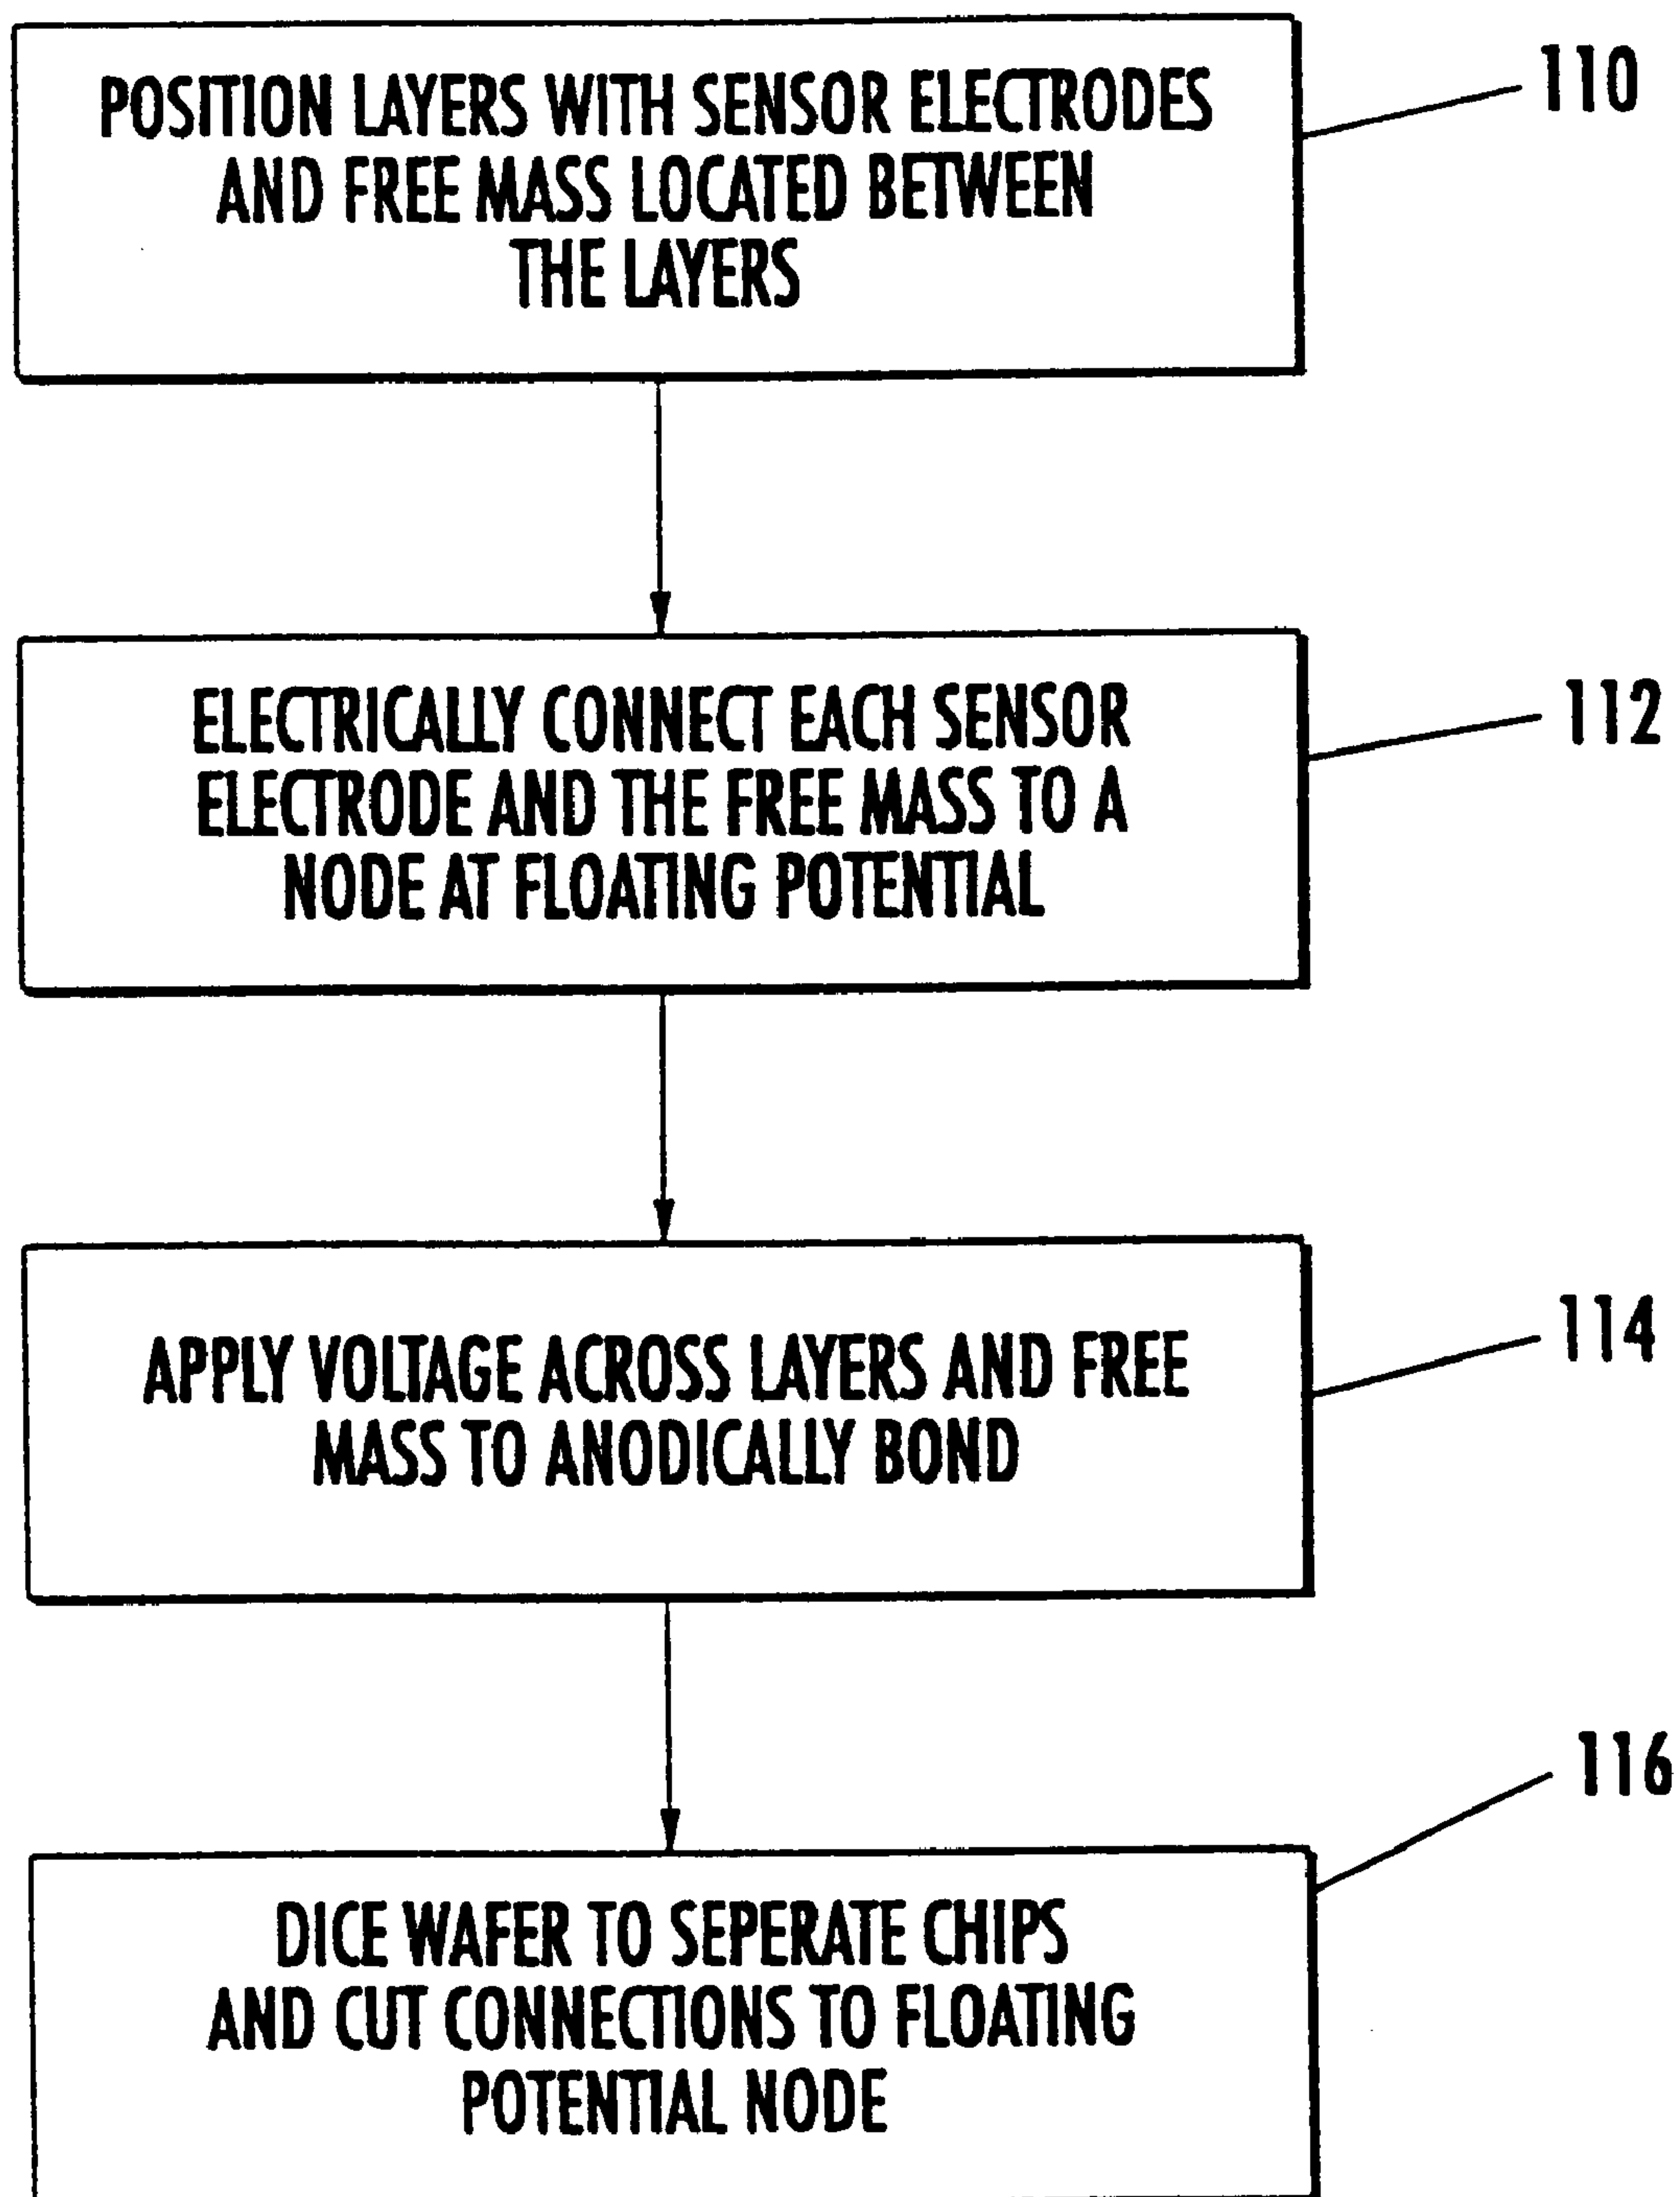 POSITION LAYERS WITH SENSOR ELECTRODES
AND FREE MASS LOCATED BETWEEN
THE LAYERS
110
ELECTRICALLY CONNECT EACH SENSOR
ELECTRODE AND THE FREE MASS TO A
NODE AT FLOATING POTENTIAL
112
APPLY VOLTAGE ACROSS LAYERS AND FREE
MASS TO ANODICALLY BOND
114
DICE WAFER TO SEPERATE CHIPS
AND CUT CONNECTIONS TO FLOATING
POTENTIAL NODE
116